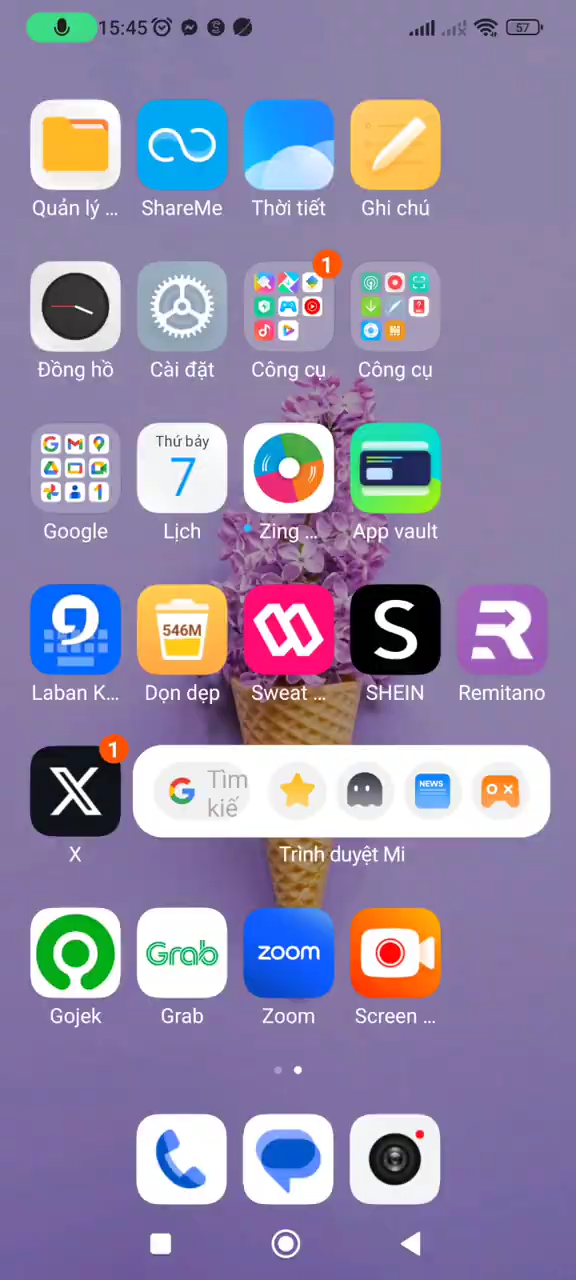 15:45
57
Quản lý ...
ShareMe
Thời tiết
Ghi chú
1
Đồng hồ
Cài đặt
Công cụ
Công cụ
Thứ bảy
7
Google
Lịch
Zing ...
App vault
546M
S
R
Laban K...
Dọn dẹp
Sweat ...
SHEIN
Remitano
1
X
G
Tìm
kiế
NEWS
X
Trình duyệt Mi
Grab
zoom
Gojek
Grab
Zoom
Screen ...